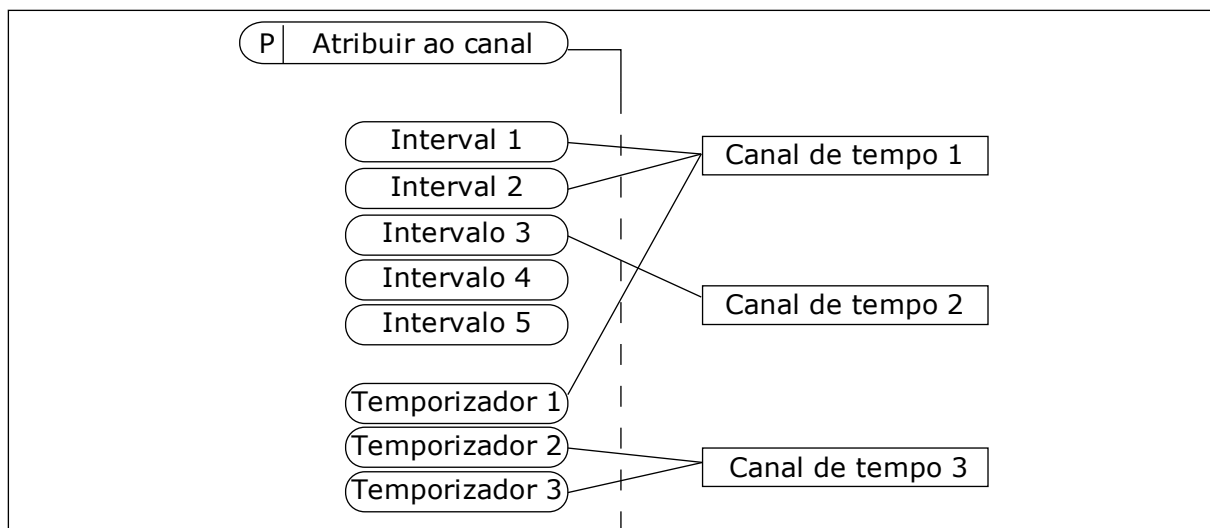 P Atribuir ao canal
Interval 1
Interval 2
Intervalo 3
Intervalo 4
Intervalo 5
Temporizador 1
Temporizador 2
Temporizador 3
Canal de tempo 1
Canal de tempo 2
Canal de tempo 3